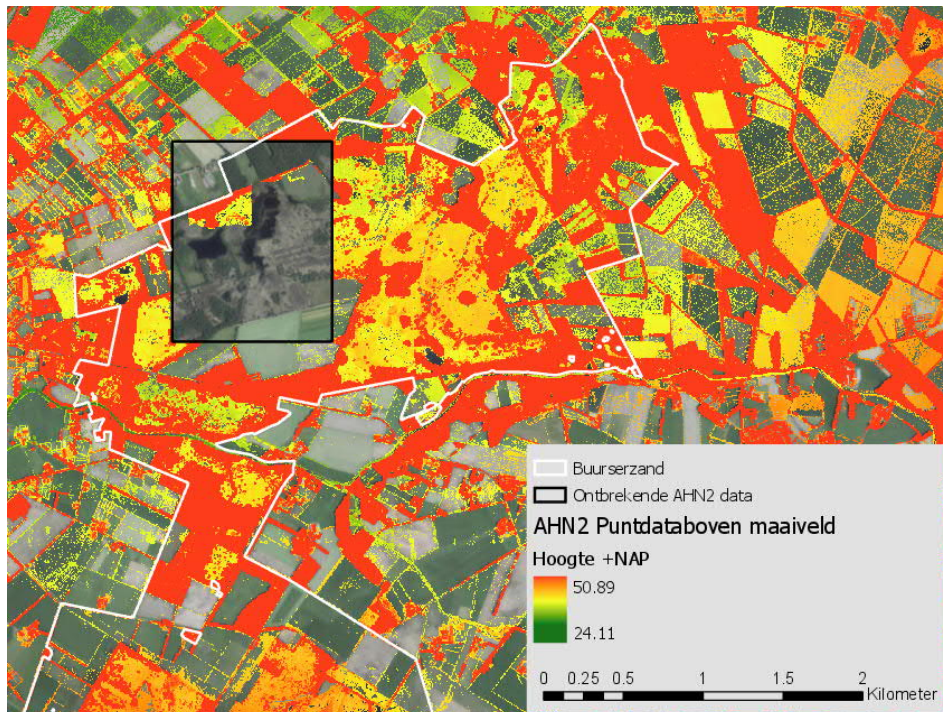 Buurserzand
Ontbrekende AHN2 data
AHN2 Puntdataboven maaiveld
Hoogte +NAP
50.89
24.11
0 0.25 0.5 1 1.5 2
Kilometer